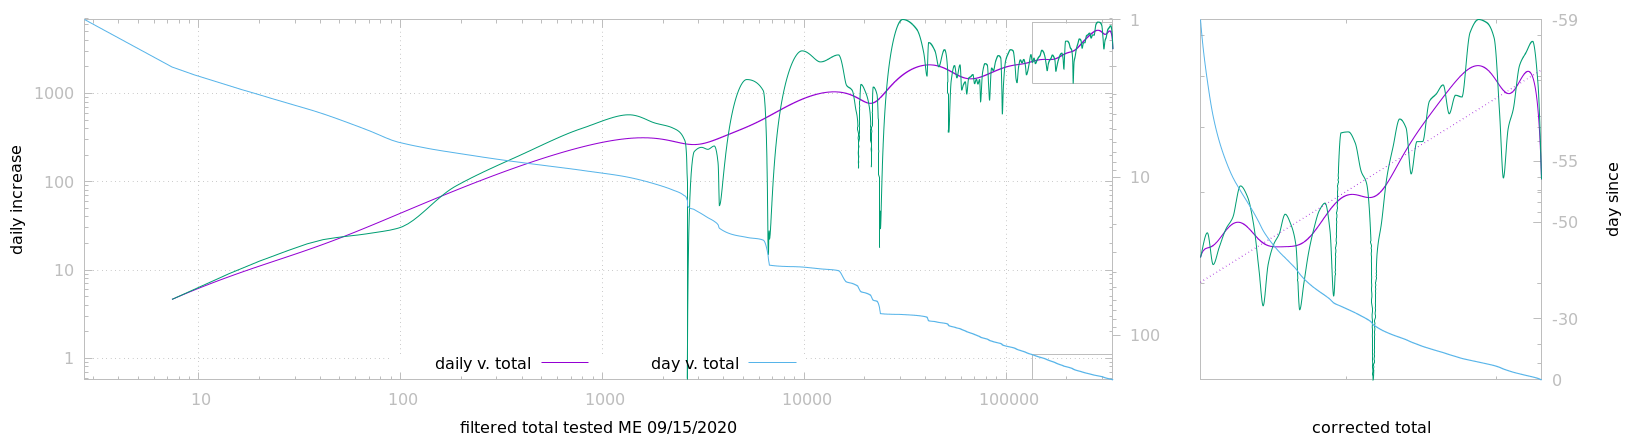 daily increase
1000
100
10
1
10
100
1000
10000
100000
daily v. total
day v. total
filtered total tested ME 09/15/2020
1
10
100
-59
-55
-50
-30
0
day since
corrected total